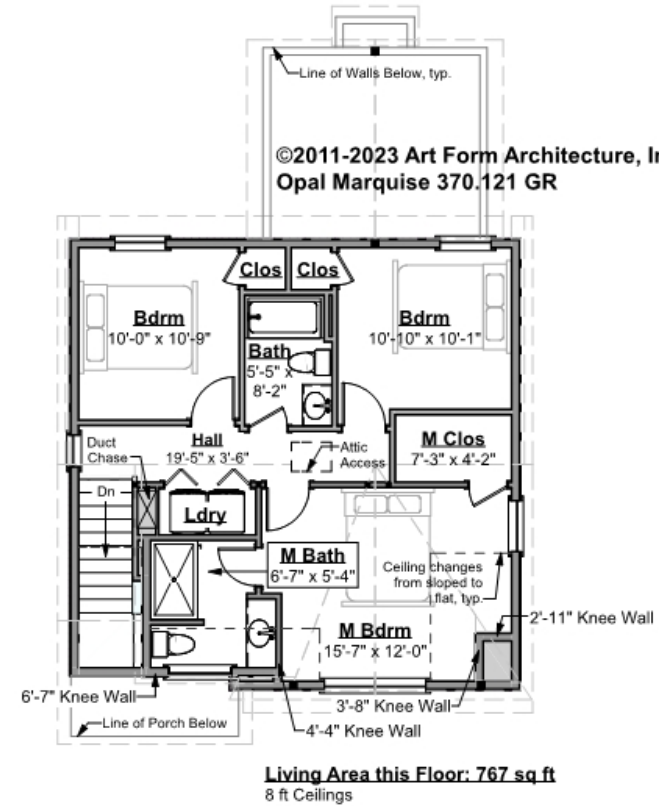 Line of Walls Below, typ.
©2011-2023 Art Form Architecture, I
Opal Marquise 370.121 GR
Clos
Clos
Bdrm
10'-0" x 10'-9"
Bdrm
10'-10" x 10'-1"
Bath
5'-5" x
8'-2"
Duct
Chase
Hall
19'-5" x 3'-6"
Attic
Access
M Clos
7'-3" x 4'-2"
Dn
Ldry
M Bath
6'-7" x 5'-4"
Ceiling changes
from sloped to
flat, typ.
2'-11" Knee Wall
M Bdrm
15'-7" x 12'-0"
6'-7" Knee Wall
3'-8" Knee Wall
Line of Porch Below
4'-4" Knee Wall
Living Area this Floor: 767 sq ft
8 ft Ceilings